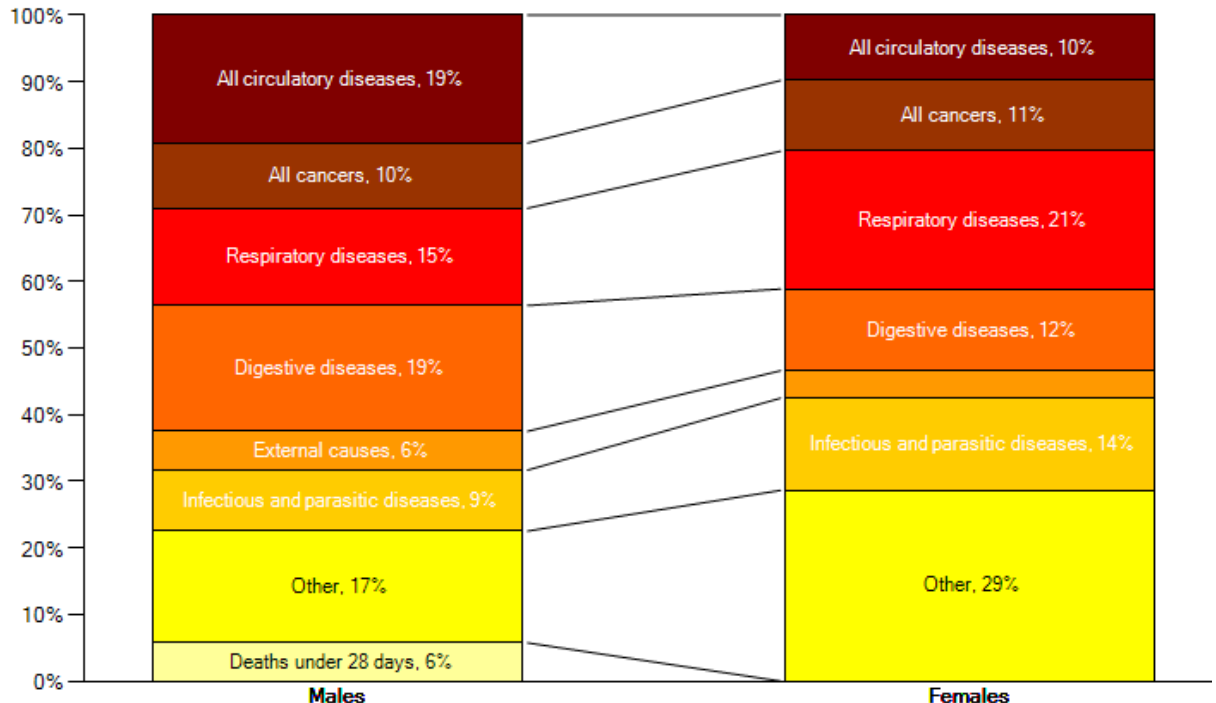 100%
90%
80%
70%
60%
50%
40%
30%
20%
10%
0%
All circulatory diseases, 19%
All cancers, 10%
Respiratory diseases, 15%
Digestive diseases, 19%
External causes, 6%
Infectious and parasitic diseases, 9%
Other, 17%
Deaths under 28 days, 6%
Males
All circulatory diseases, 10%
All cancers, 11%
Respiratory diseases, 21%
Digestive diseases, 12%
Infectious and parasitic diseases, 14%
Other, 29%
Females